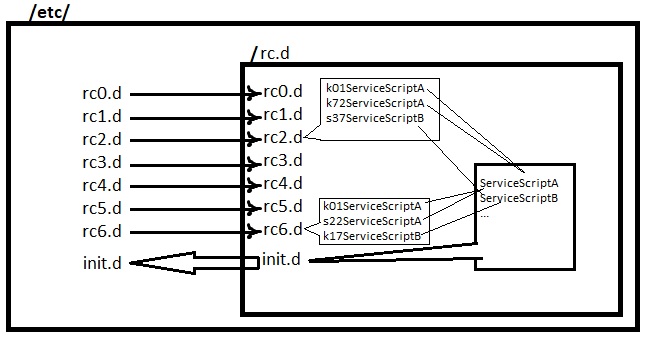 /etc/
/rc.d
rc0.d
rc1.d
rc2.d
rc3.d
rc4.d
rc5.d
rc6.d
init.d
rc0.d
rc1.d
rc2.d
rc3.d
rc4.d
rc5.d
rc6.d
init.d
k01ServiceScriptA
k72ServiceScriptA
s37ServiceScriptB
k01ServiceScriptA
s22ServiceScriptA
k17ServiceScriptB
ServiceScriptA
ServiceScriptB
...